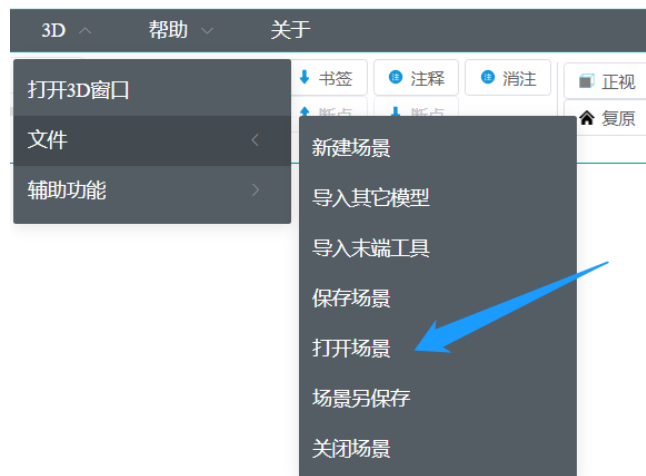 3D 帮助 关于
打开3D窗口
文件
辅助功能
书签 注 注释 注 消注 正视
断点 断点 复原
新建场景
导入其它模型
导入末端工具
保存场景
打开场景
场景另保存
关闭场景